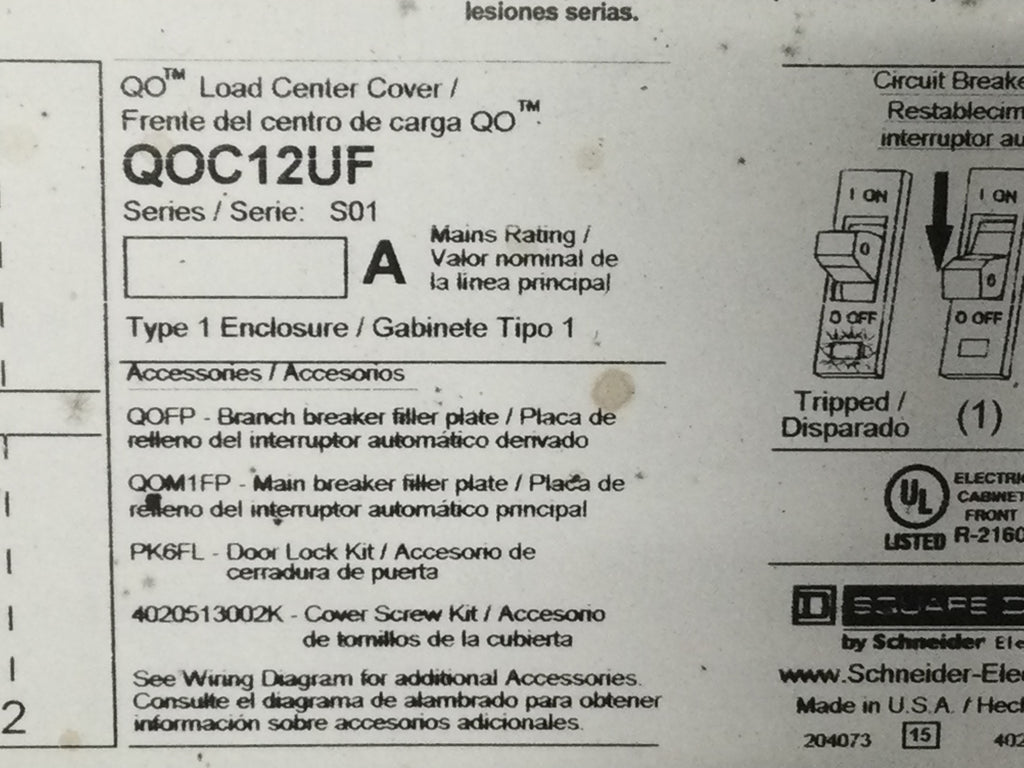 lesiones serias.
QO™ Load Center Cover /
Frente del centro de carga QO™
QOC12UF
Series / Serie: S01
A
Mains Rating /
Valor nominal de
la línea principal
Type 1 Enclosure / Gabinete Tipo 1
Accessories / Accesorios
QOFP - Branch breaker filler plate / Placa de
relleno del interruptor automático derivado
QOM1FP - Main breaker filler plate / Placa de
relleno del interruptor automático principal
PK6FL - Door Lock Kit / Accesorio de
cerradura de puerta
4020513002K - Cover Screw Kit / Accesorio
de tornillos de la cubierta
See Wiring Diagram for additional Accessories.
Consulte el diagrama de alambrado para obtener
información sobre accesorios adicionales.
2
Circuit Breake
Restablecim
interruptor au
I ON
O OFF
I ON
O OFF
Tripped /
Disparado
(1)
UL
LISTED
ELECTRIC
CABINET
FRONT
R-2160
D SQUARE D
by Schneider Ele
www.Schneider-Elec
Made in U.S.A. / Hech
204073 15 402